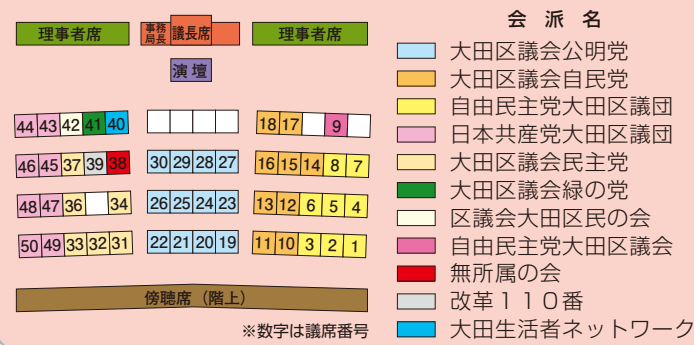 理事者席
事務局長
議長席
理事者席
演壇
44 43 42 41 40
18 17 9
46 45 37 39 38 30 29 28 27 16 15 14 8 7
48 47 36 34 26 25 24 23 13 12 6 5 4
50 49 33 32 31 22 21 20 19 11 10 3 2 1
傍聴席（階上）
※数字は議席番号
会派名
大田区議会公明党
大田区議会自民党
自由民主党大田区議団
日本共産党大田区議団
大田区議会民主党
大田区議会緑の党
区議会大田区民の会
自由民主党大田区議会
無所属の会
改革１１０番
大田生活者ネットワーク